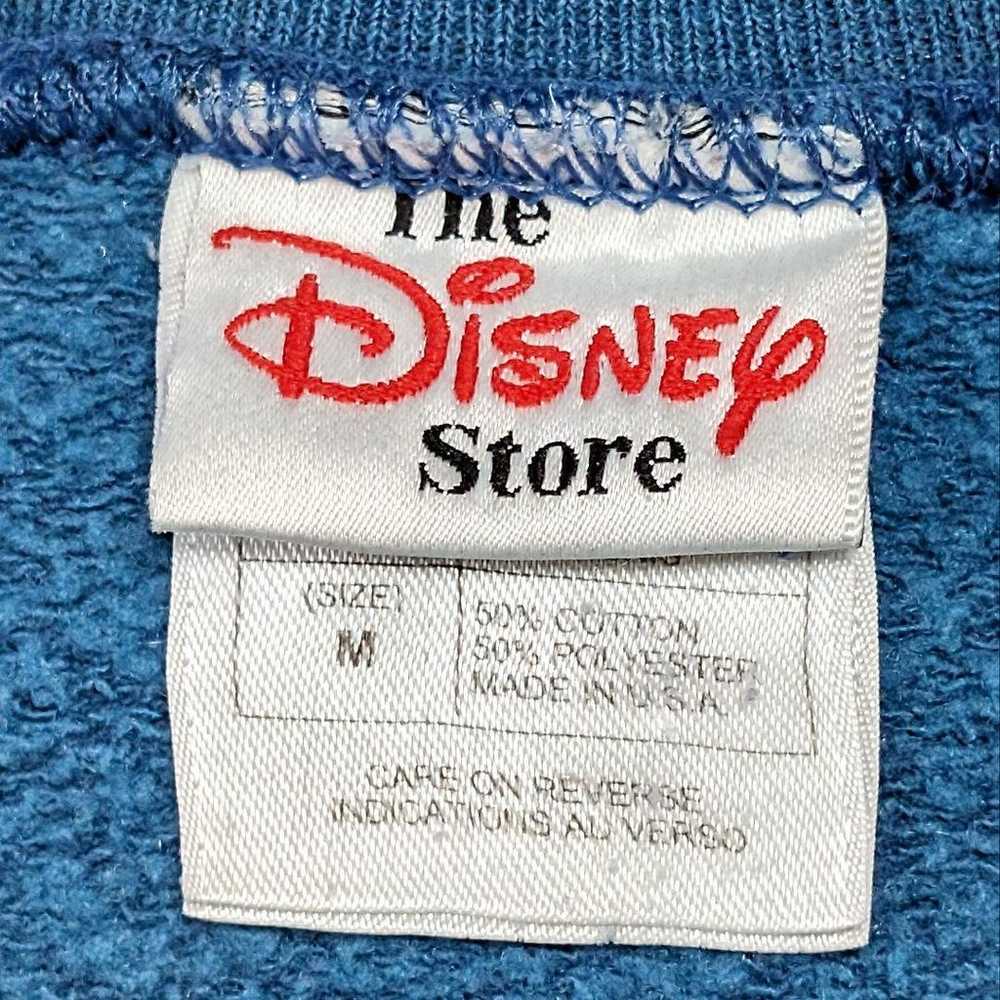 The
Disney
Store
(SIZE)
M
50% COTTON
50% POLYESTER
MADE IN U.S.A.
CARE ON REVERSE
INDICATIONS AU VERSO